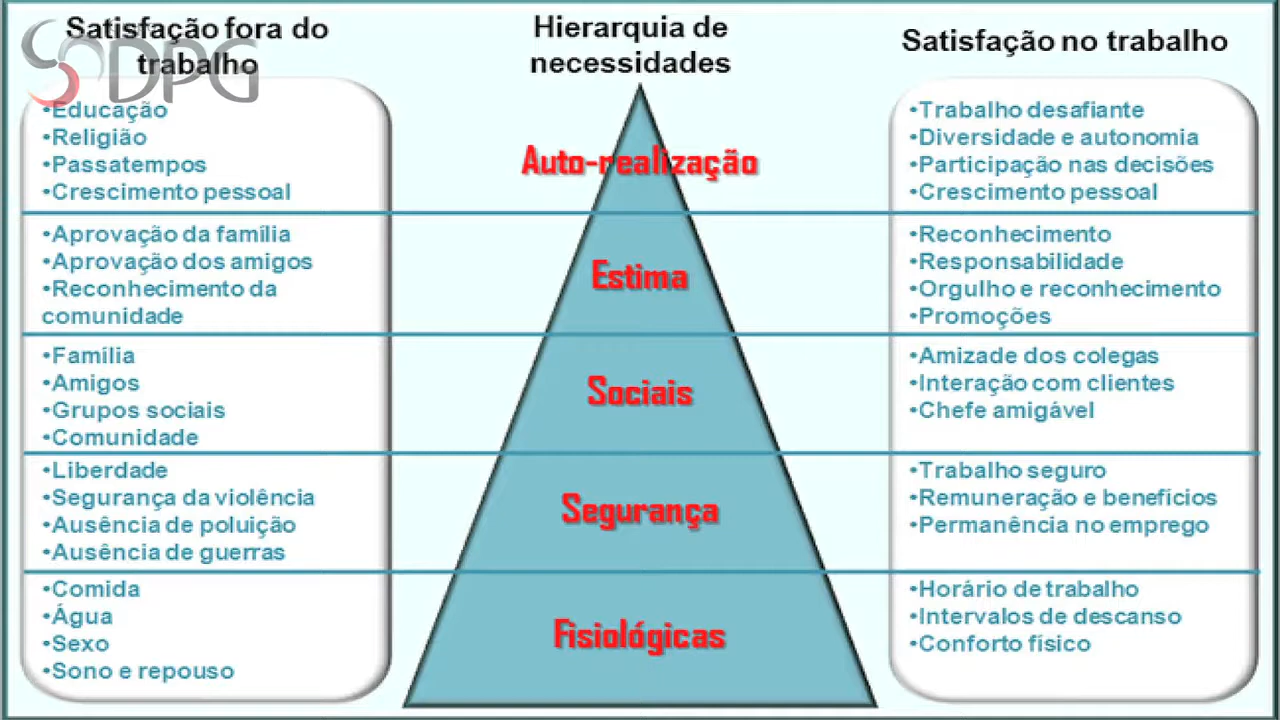 Satisfação fora do
trabalho
DPG
•Educação
•Religião
•Passatempos
•Crescimento pessoal
•Aprovação da família
•Aprovação dos amigos
•Reconhecimento da
comunidade
•Família
•Amigos
•Grupos sociais
•Comunidade
•Liberdade
•Segurança da violência
•Ausência de poluição
•Ausência de guerras
•Comida
•Água
•Sexo
•Sono e repouso
Hierarquia de
necessidades
Auto-realização
Estima
Sociais
Segurança
Fisiológicas
Satisfação no trabalho
•Trabalho desafiante
•Diversidade e autonomia
•Participação nas decisões
•Crescimento pessoal
•Reconhecimento
•Responsabilidade
•Orgulho e reconhecimento
•Promoções
•Amizade dos colegas
•Interação com clientes
•Chefe amigável
•Trabalho seguro
•Remuneração e benefícios
•Permanência no emprego
•Horário de trabalho
•Intervalos de descanso
•Conforto físico